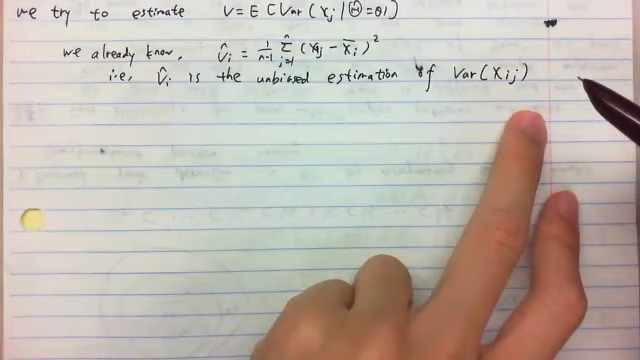 we try to estimate V = E ( Var ( Xj | Θ = θi )
we already know, v̂i = 1/(n-1) Σ_{j=1}^{n} (Xij - X̄i)²
i.e, v̂i is the unbiased estimation of Var(Xij)